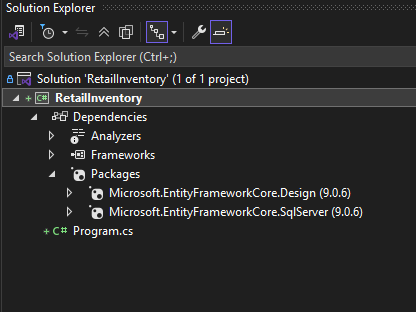 Solution Explorer
Search Solution Explorer (Ctrl+;)
Solution 'RetailInventory' (1 of 1 project)
C# RetailInventory
Dependencies
Analyzers
Frameworks
Packages
Microsoft.EntityFrameworkCore.Design (9.0.6)
Microsoft.EntityFrameworkCore.SqlServer (9.0.6)
C# Program.cs